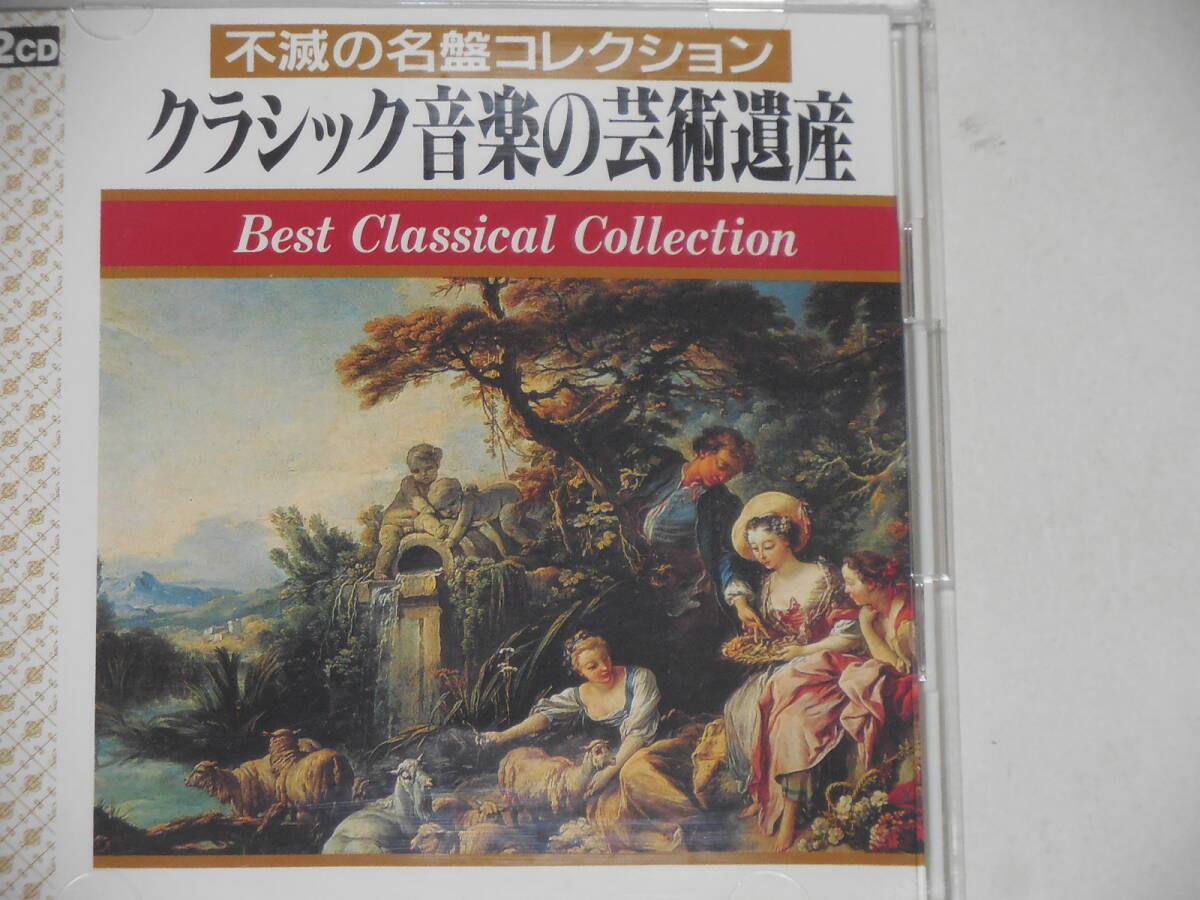 2CD
不滅の名盤コレクション
クラシック音楽の芸術遺産
Best Classical Collection